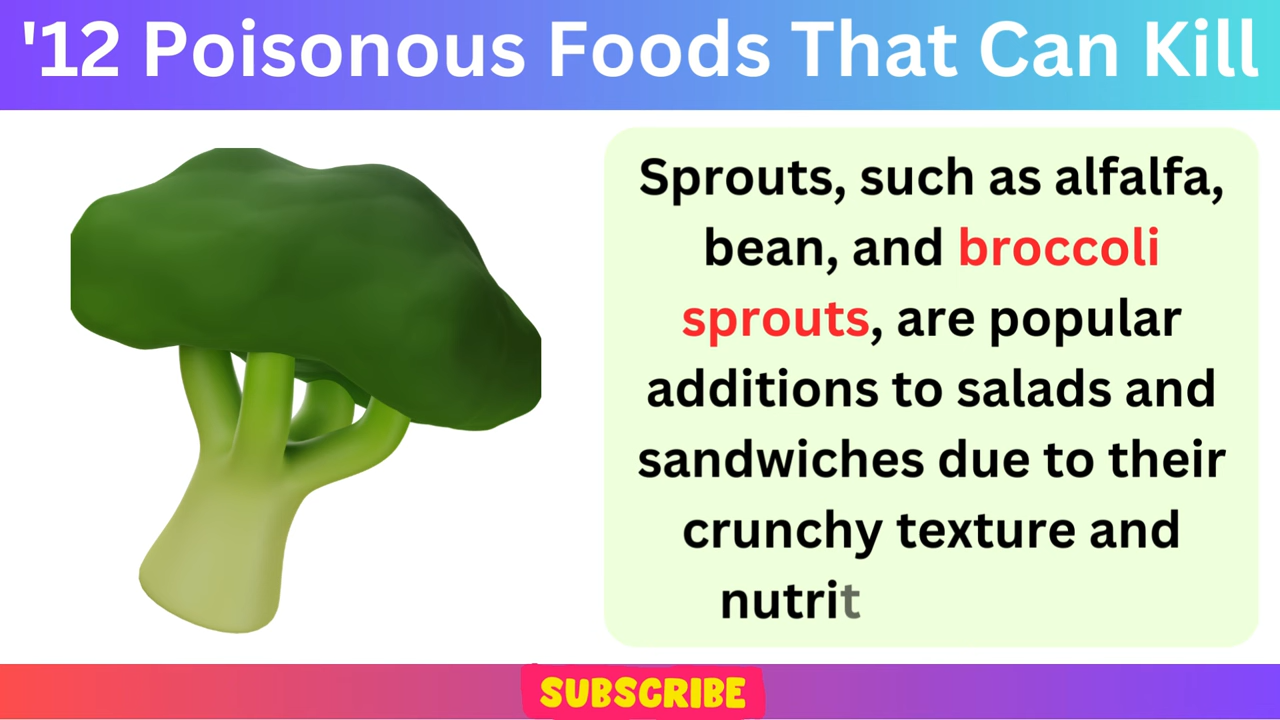 '12 Poisonous Foods That Can Kill
Sprouts, such as alfalfa,
bean, and broccoli
sprouts, are popular
additions to salads and
sandwiches due to their
crunchy texture and
nutrit
SUBSCRIBE